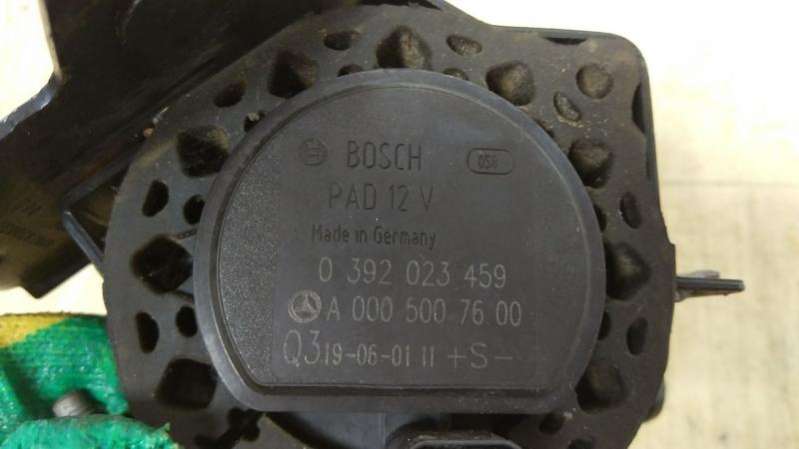 BOSCH
PAD 12 V
Made in Germany
0 392 023 459
A 000 500 76 00
Q3 19-06-01 11 +S-